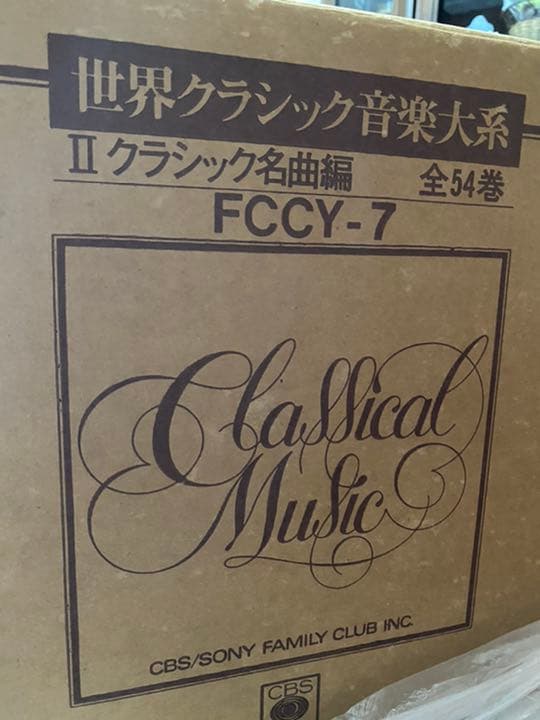 世界クラシック音楽大系
II クラシック名曲編 全54巻
FCCY-7
Classical
Music
CBS/SONY FAMILY CLUB INC.
CBS